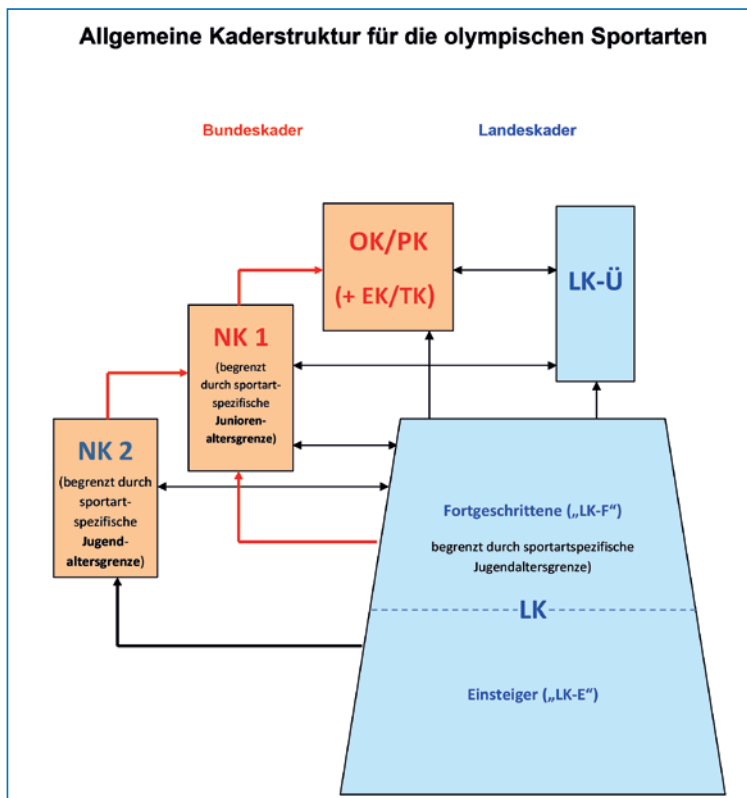 Allgemeine Kaderstruktur für die olympischen Sportarten
Bundeskader
Landeskader
OK/PK
(+ EK/TK)
LK-Ü
NK 1
(begrenzt
durch sportart-
spezifische
Junioren-
altersgrenze)
NK 2
(begrenzt durch
sportart-
spezifische
Jugend-
altersgrenze)
Fortgeschrittene („LK-F“)
begrenzt durch sportartspezifische
Jugendaltersgrenze)
LK
Einsteiger („LK-E“)